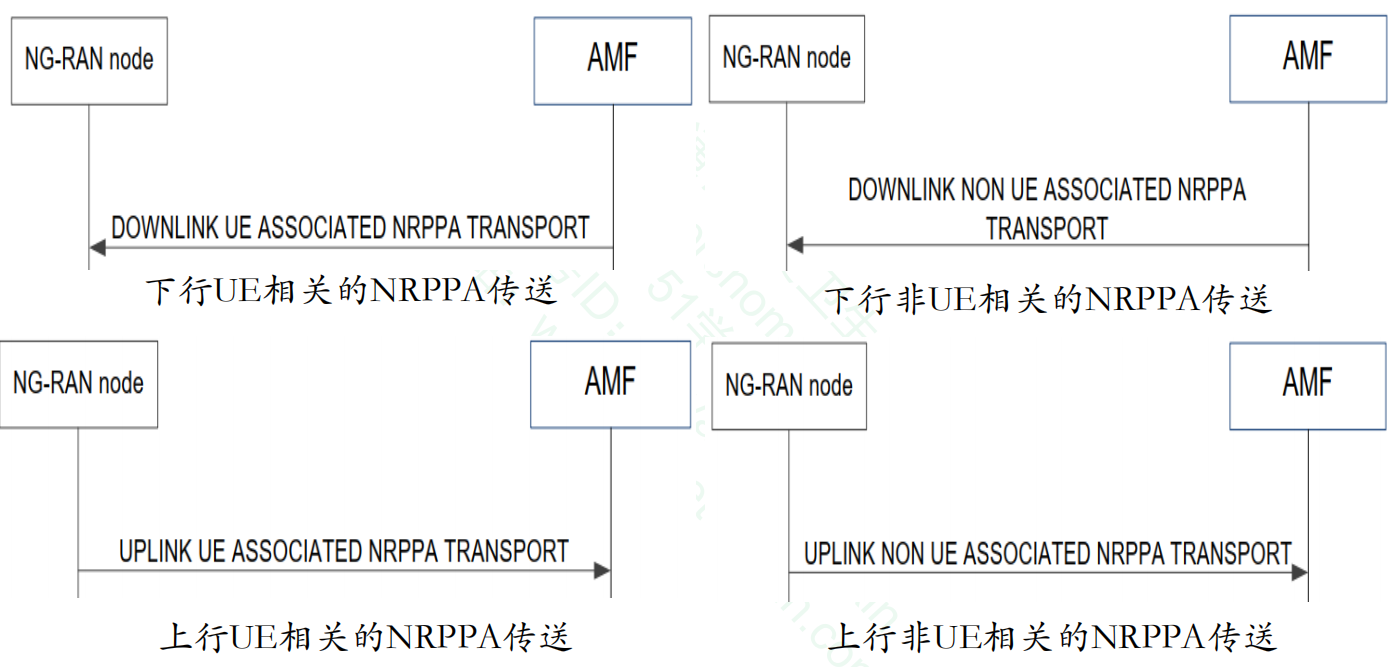 NG-RAN node
AMF
DOWNLINK UE ASSOCIATED NRPPA TRANSPORT
下行UE相关的NRPPA传送
NG-RAN node
AMF
DOWNLINK NON UE ASSOCIATED NRPPA
TRANSPORT
下行非UE相关的NRPPA传送
NG-RAN node
AMF
UPLINK UE ASSOCIATED NRPPA TRANSPORT
上行UE相关的NRPPA传送
NG-RAN node
AMF
UPLINK NON UE ASSOCIATED NRPPA TRANSPORT
上行非UE相关的NRPPA传送